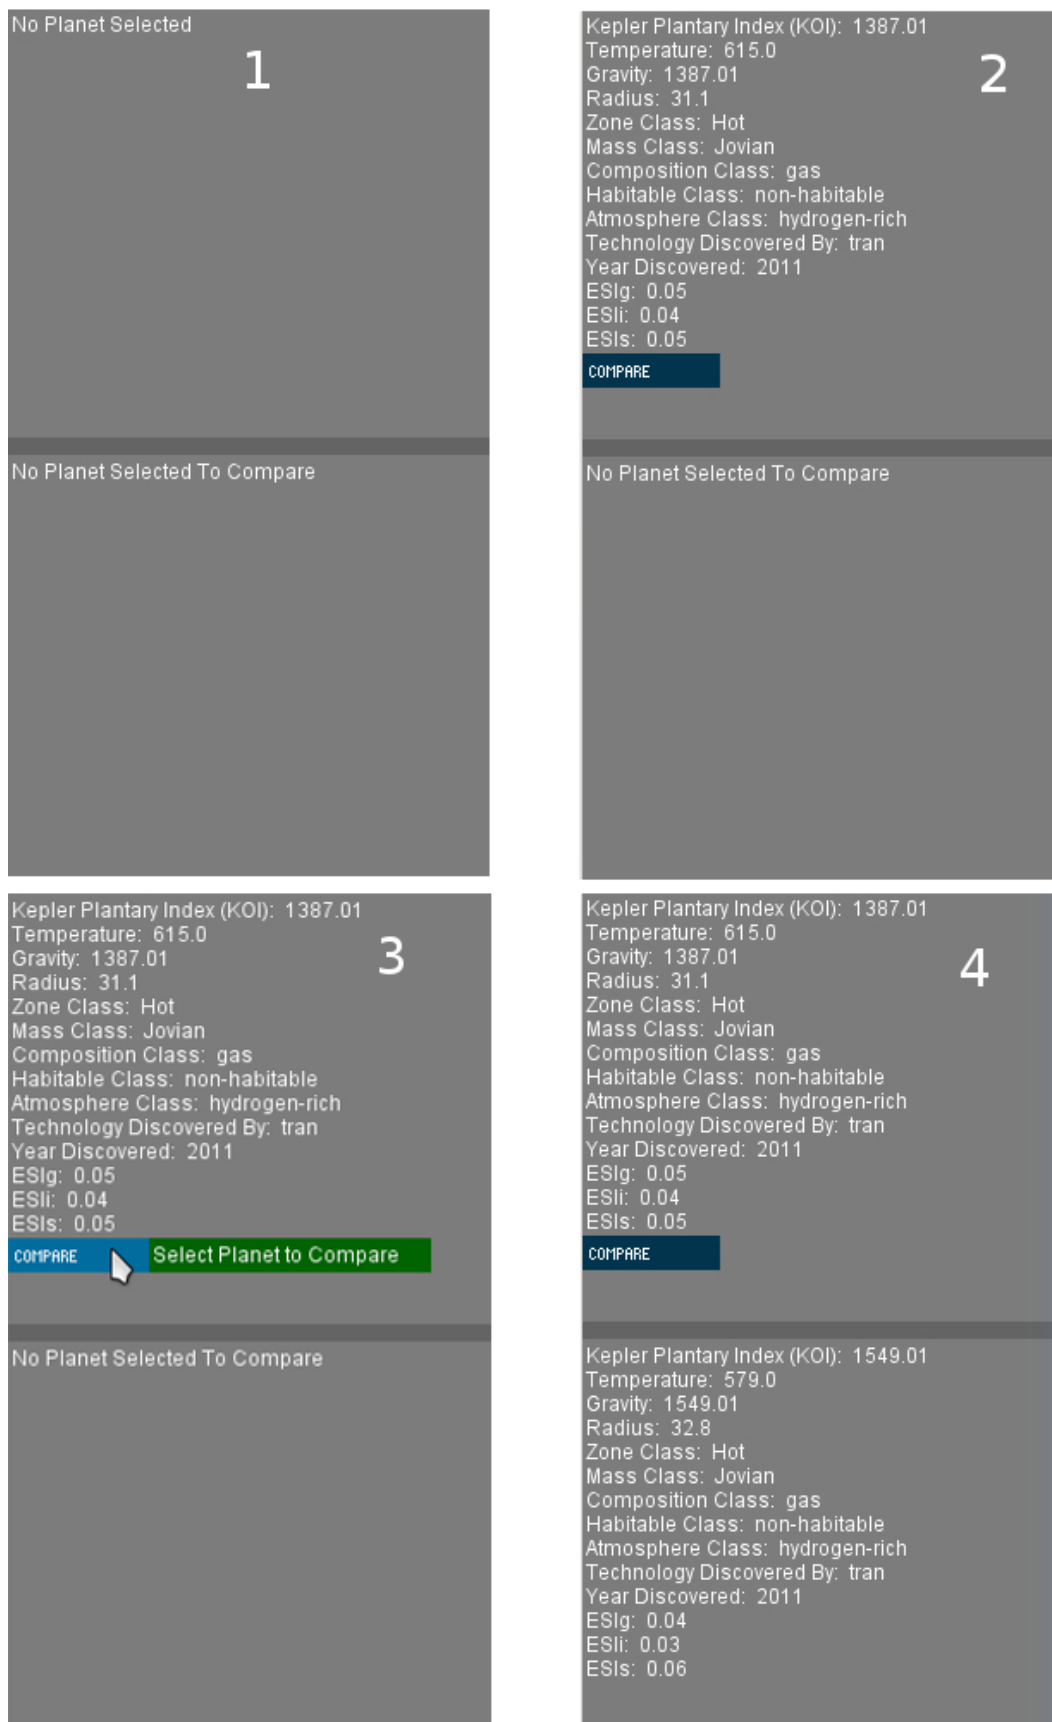 No Planet Selected
1
No Planet Selected To Compare
Kepler Plantary Index (KOI): 1387.01
Temperature: 615.0
Gravity: 1387.01
2
Radius: 31.1
Zone Class: Hot
Mass Class: Jovian
Composition Class: gas
Habitable Class: non-habitable
Atmosphere Class: hydrogen-rich
Technology Discovered By: tran
Year Discovered: 2011
ESIg: 0.05
ESIi: 0.04
ESIs: 0.05
COMPARE
No Planet Selected To Compare
Kepler Plantary Index (KOI): 1387.01
Temperature: 615.0
Gravity: 1387.01
3
Radius: 31.1
Zone Class: Hot
Mass Class: Jovian
Composition Class: gas
Habitable Class: non-habitable
Atmosphere Class: hydrogen-rich
Technology Discovered By: tran
Year Discovered: 2011
ESIg: 0.05
ESIi: 0.04
ESIs: 0.05
COMPARE Select Planet to Compare
No Planet Selected To Compare
Kepler Plantary Index (KOI): 1387.01
Temperature: 615.0
Gravity: 1387.01
4
Radius: 31.1
Zone Class: Hot
Mass Class: Jovian
Composition Class: gas
Habitable Class: non-habitable
Atmosphere Class: hydrogen-rich
Technology Discovered By: tran
Year Discovered: 2011
ESIg: 0.05
ESIi: 0.04
ESIs: 0.05
COMPARE
Kepler Plantary Index (KOI): 1549.01
Temperature: 579.0
Gravity: 1549.01
Radius: 32.8
Zone Class: Hot
Mass Class: Jovian
Composition Class: gas
Habitable Class: non-habitable
Atmosphere Class: hydrogen-rich
Technology Discovered By: tran
Year Discovered: 2011
ESIg: 0.04
ESIi: 0.03
ESIs: 0.06